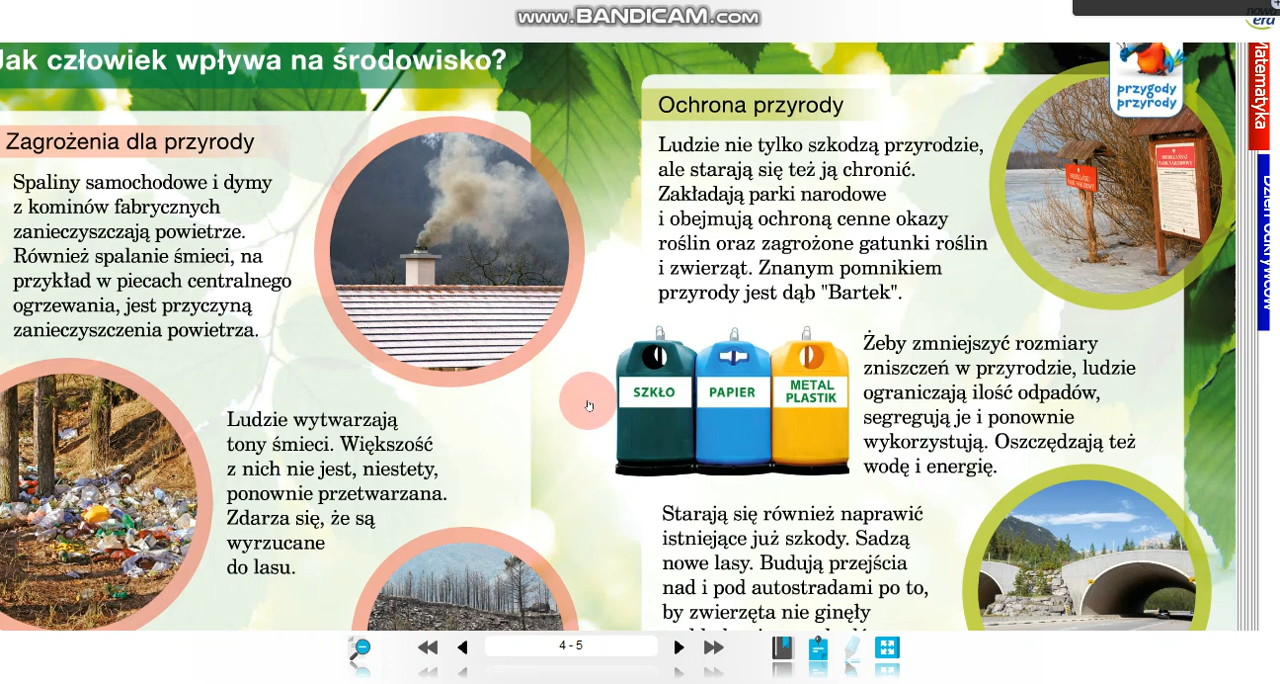 www.BANDICAM.com
nowa
era
Jak człowiek wpływa na środowisko?
Zagrożenia dla przyrody
Spaliny samochodowe i dymy
z kominów fabrycznych
zanieczyszczają powietrze.
Również spalanie śmieci, na
przykład w piecach centralnego
ogrzewania, jest przyczyną
zanieczyszczenia powietrza.
Ludzie wytwarzają
tony śmieci. Większość
z nich nie jest, niestety,
ponownie przetwarzana.
Zdarza się, że są
wyrzucane
do lasu.
Ochrona przyrody
Ludzie nie tylko szkodzą przyrodzie,
ale starają się też ją chronić.
Zakładają parki narodowe
i obejmują ochroną cenne okazy
roślin oraz zagrożone gatunki roślin
i zwierząt. Znanym pomnikiem
przyrody jest dąb "Bartek".
przygody
przyrody
SZKŁO
PAPIER
METAL
PLASTIK
Żeby zmniejszyć rozmiary
zniszczeń w przyrodzie, ludzie
ograniczają ilość odpadów,
segregują je i ponownie
wykorzystują. Oszczędzają też
wodę i energię.
Starają się również naprawić
istniejące już szkody. Sadzą
nowe lasy. Budują przejścia
nad i pod autostradami po to,
by zwierzęta nie ginęły
Matematyka
Dzień odkrywców
4 - 5